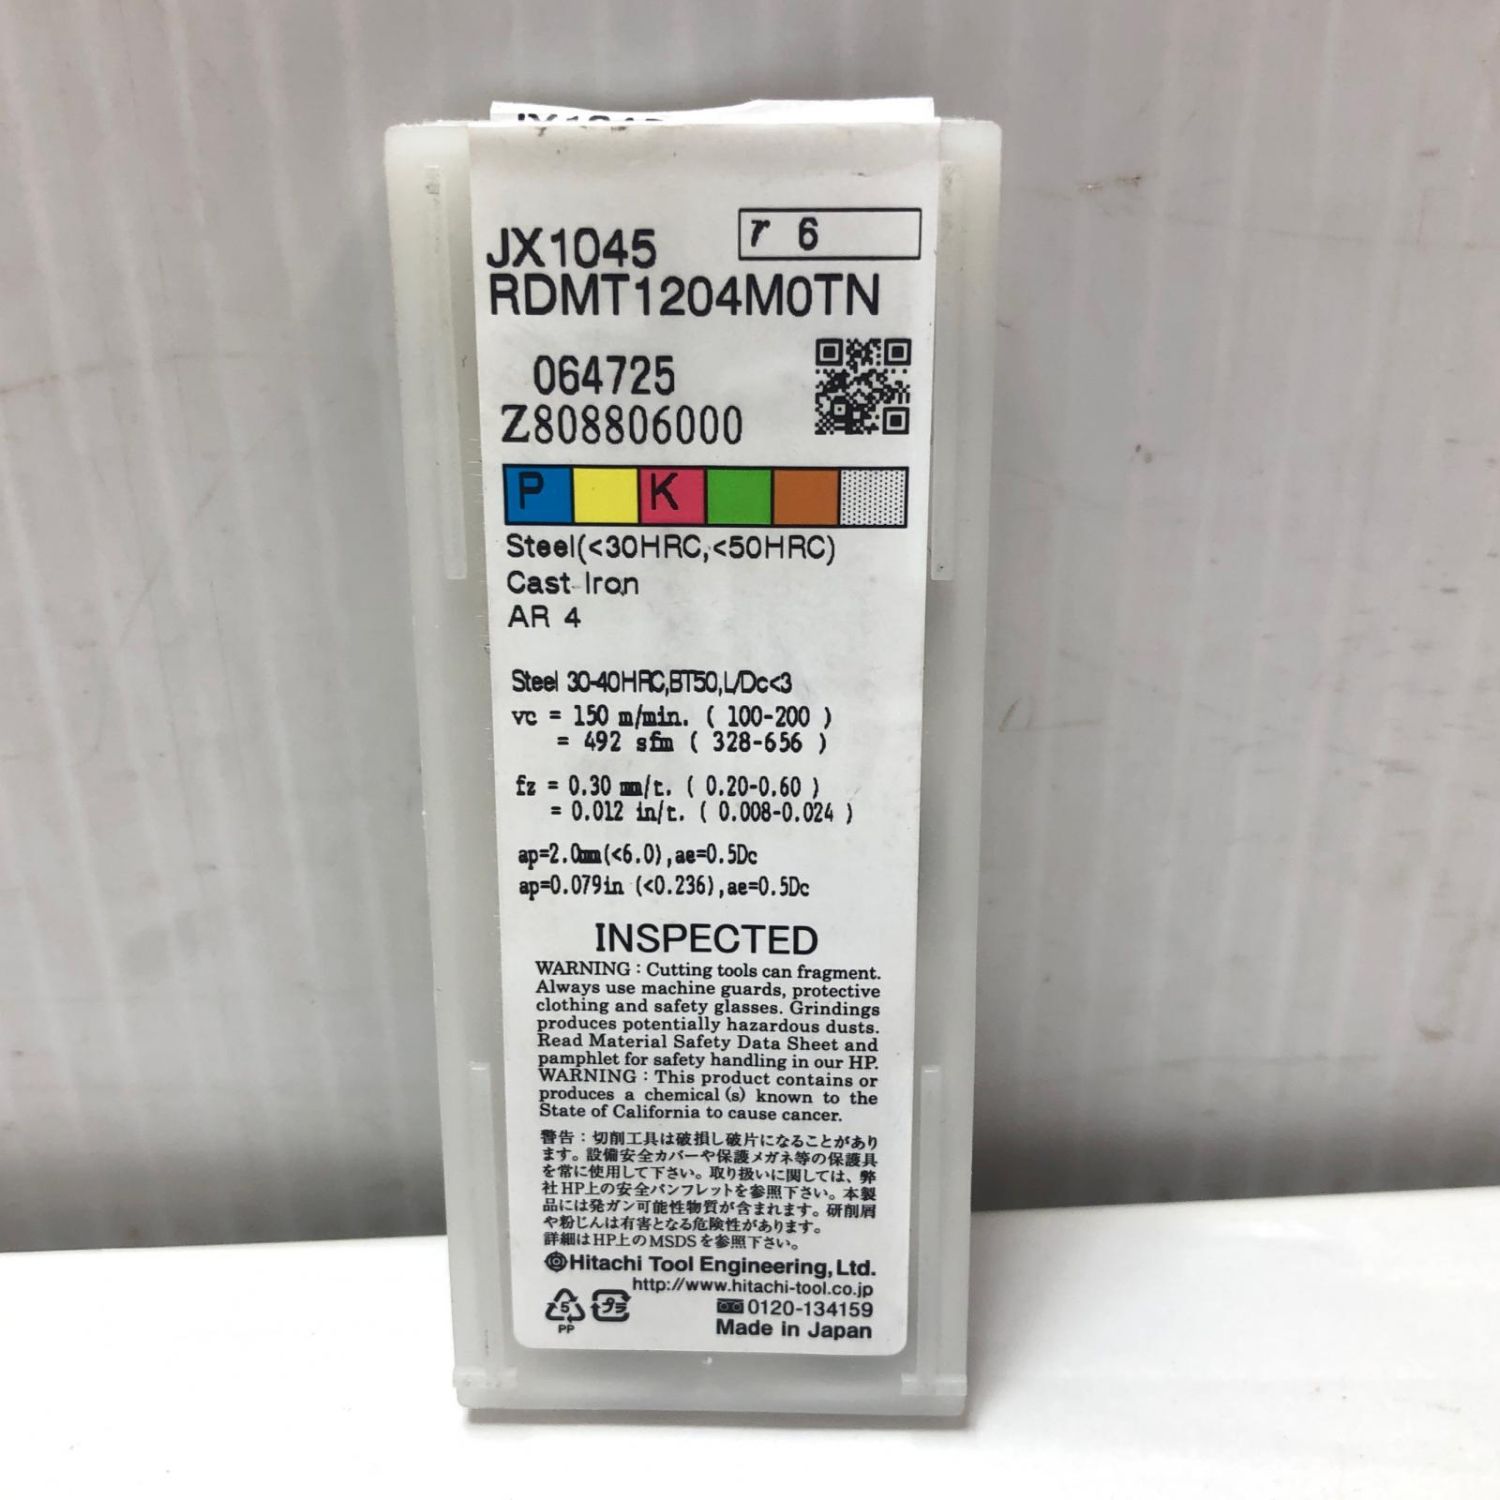 JX1045
r 6
RDMT1204M0TN
064725
Z808806000
P K
Steel(<30HRC,<50HRC)
Cast Iron
AR 4
Steel 30-40HRC,BT50,L/Dc<3
vc = 150 m/min. ( 100-200 )
= 492 sfm ( 328-656 )
fz = 0.30 mm/t. ( 0.20-0.60 )
= 0.012 in/t. ( 0.008-0.024 )
ap=2.0mm(<6.0),ae=0.5Dc
ap=0.079in (<0.236),ae=0.5Dc
INSPECTED
WARNING : Cutting tools can fragment.
Always use machine guards, protective
clothing and safety glasses. Grindings
produces potentially hazardous dusts.
Read Material Safety Data Sheet and
pamphlet for safety handling in our HP.
WARNING : This product contains or
produces a chemical (s) known to the
State of California to cause cancer.
警告：切削工具は破損し破片になることがあり
ます。設備安全カバーや保護メガネ等の保護具
を常に使用して下さい。取り扱いに関しては、弊
社HP上の安全パンフレットを参照下さい。本製
品には発ガン可能性物質が含まれます。研削屑
や粉じんは有害となる危険性があります。
詳細はHP上のMSDSを参照下さい。
Hitachi Tool Engineering, Ltd.
http://www.hitachi-tool.co.jp
0120-134159
Made in Japan
5
PP
プラ